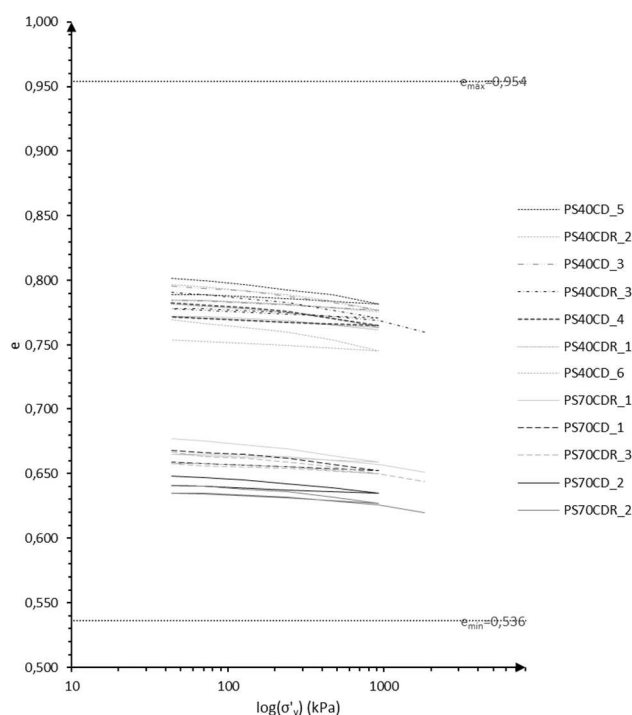 1,000
e_máx=0,954
0,950
0,900
0,850
0,800
0,750
0,700
0,650
0,600
0,550
e_min=0,536
0,500
e
10 100 1000
log(σ'_v) (kPa)
PS40CD_5
PS40CDR_2
PS40CD_3
PS40CDR_3
PS40CD_4
PS40CDR_1
PS40CD_6
PS70CDR_1
PS70CD_1
PS70CDR_3
PS70CD_2
PS70CDR_2